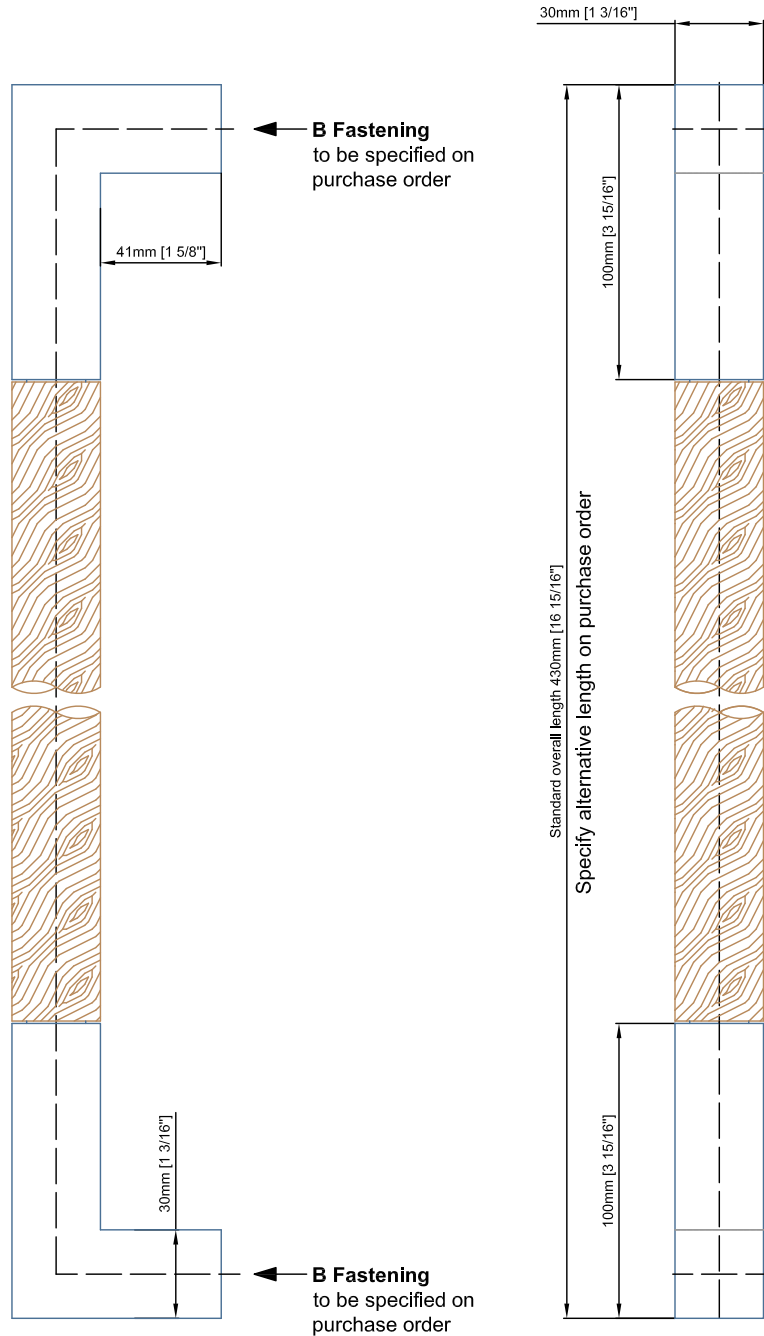 30mm [1 3/16"]
B Fastening
to be specified on
purchase order
41mm [1 5/8"]
100mm [3 15/16"]
Standard overall length 430mm [16 15/16"]
Specify alternative length on purchase order
30mm [1 3/16"]
100mm [3 15/16"]
B Fastening
to be specified on
purchase order